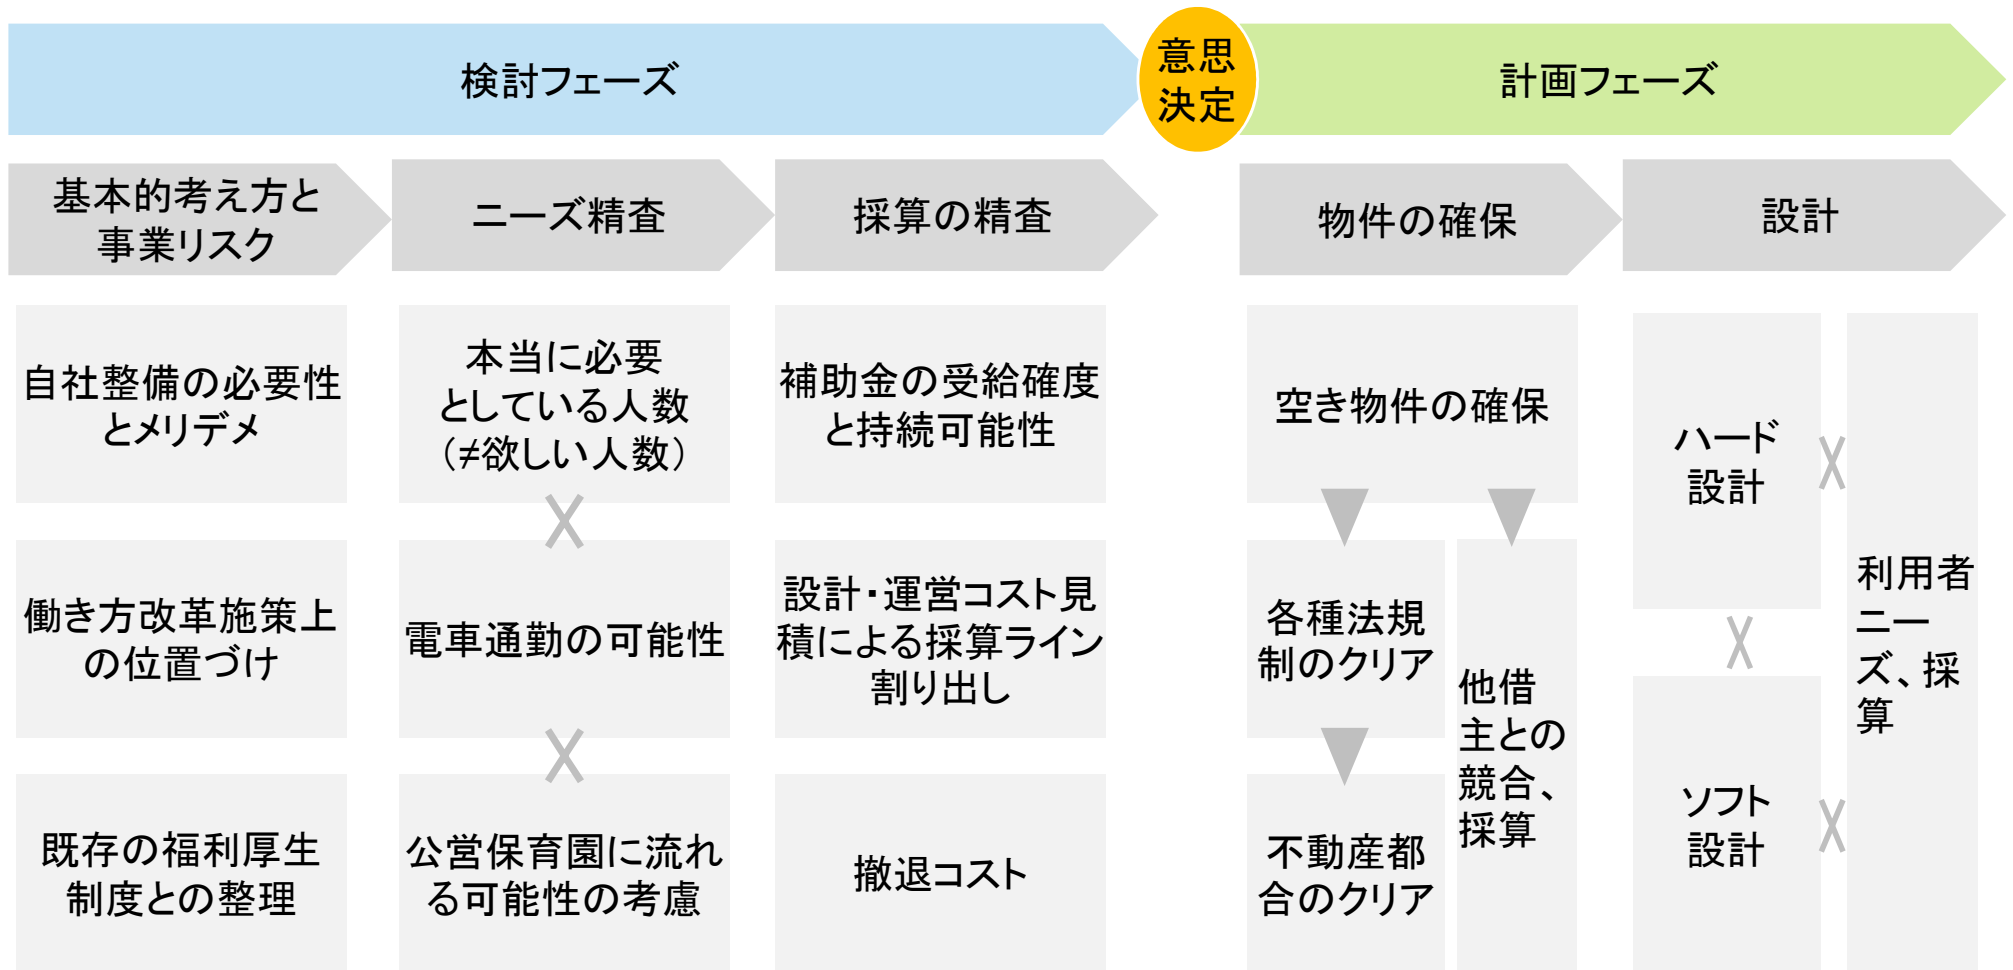 検討フェーズ
意思
決定
計画フェーズ
基本的考え方と
事業リスク
ニーズ精査
採算の精査
物件の確保
設計
自社整備の必要性
とメリデメ
働き方改革施策上
の位置づけ
既存の福利厚生
制度との整理
本当に必要
としている人数
（≠欲しい人数）
電車通勤の可能性
公営保育園に流れ
る可能性の考慮
補助金の受給確度
と持続可能性
設計・運営コスト見
積による採算ライン
割り出し
撤退コスト
空き物件の確保
各種法規
制のクリア
不動産都
合のクリア
他借
主との
競合、
採算
ハード
設計
ソフト
設計
利用者
ニー
ズ、採
算